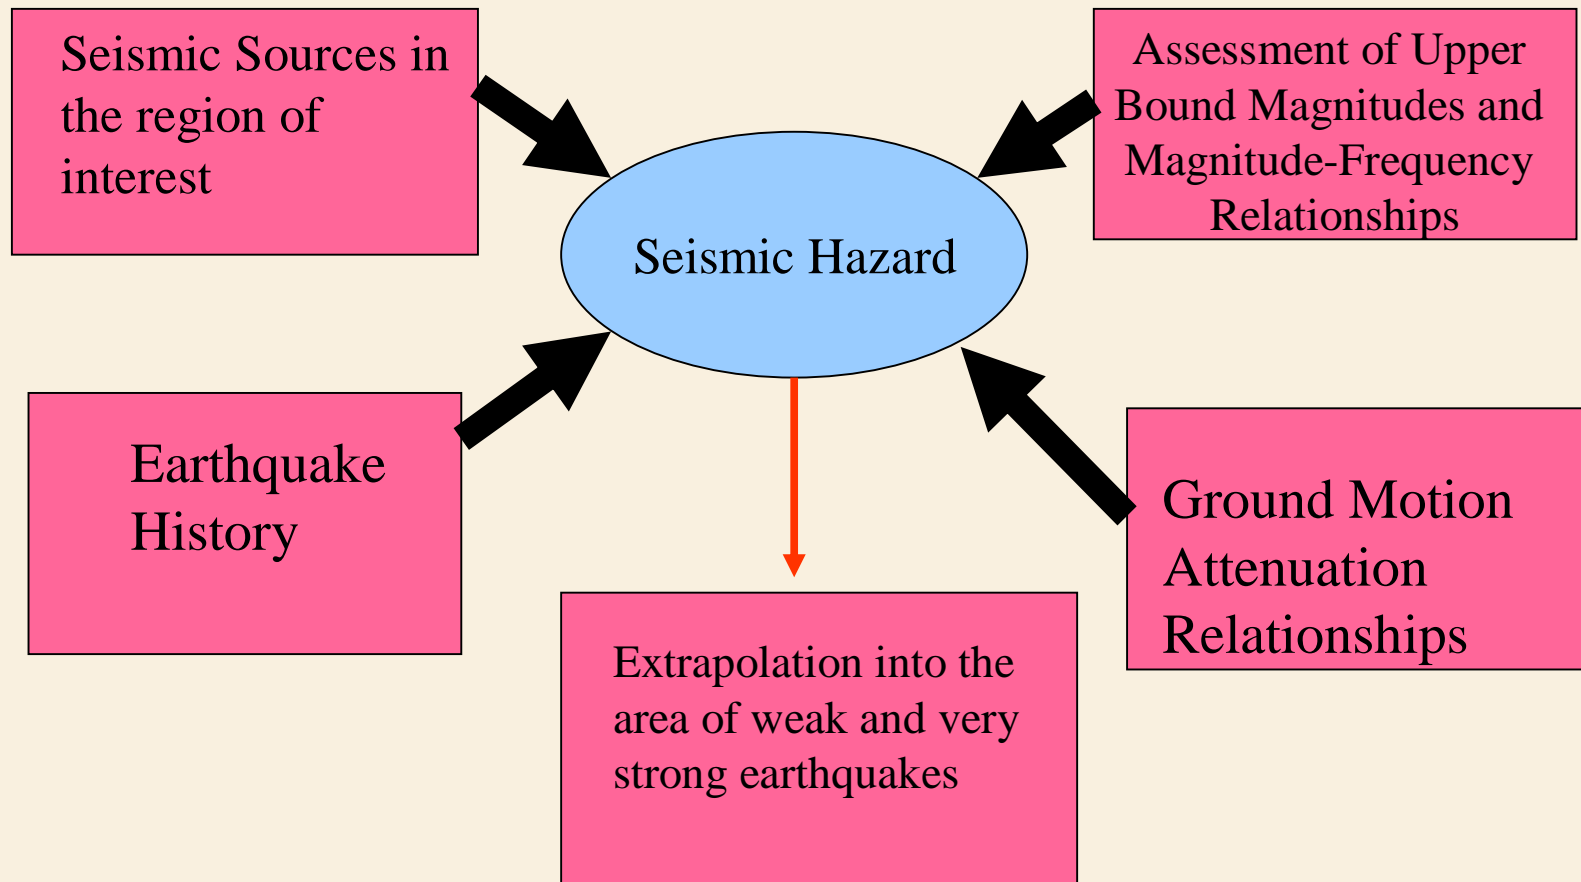 Seismic Sources in
the region of
interest
Assessment of Upper
Bound Magnitudes and
Magnitude-Frequency
Relationships
Seismic Hazard
Earthquake
History
Ground Motion
Attenuation
Relationships
Extrapolation into the
area of weak and very
strong earthquakes